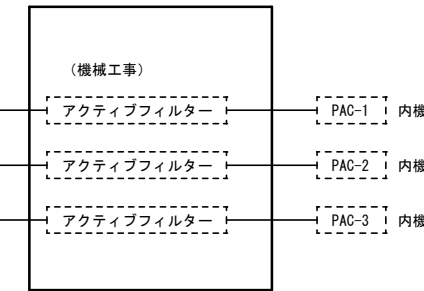 (機械工事)
アクティブフィルター PAC-1 内機
アクティブフィルター PAC-2 内機
アクティブフィルター PAC-3 内機